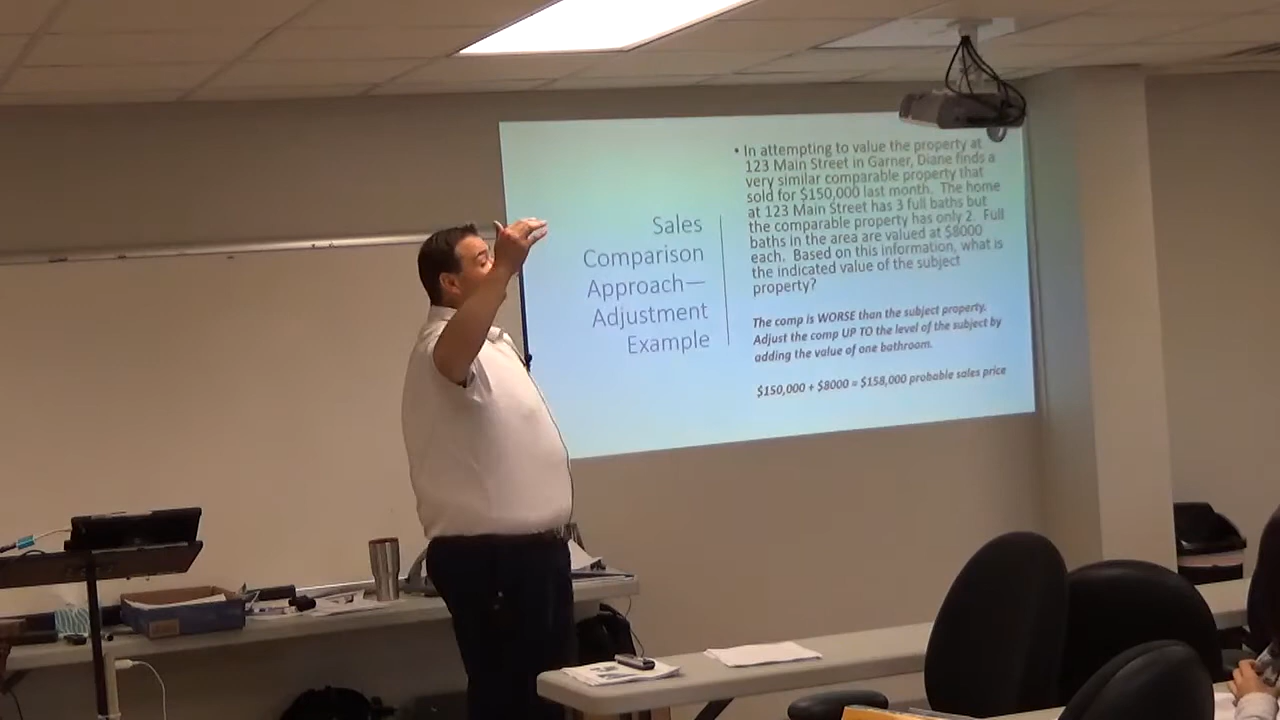 Sales
Comparison
Approach—
Adjustment
Example
• In attempting to value the property at
123 Main Street in Garner, Diane finds a
very similar comparable property that
sold for $150,000 last month. The home
at 123 Main Street has 3 full baths but
the comparable property has only 2. Full
baths in the area are valued at $8000
each. Based on this information, what is
the indicated value of the subject
property?
The comp is WORSE than the subject property.
Adjust the comp UP TO the level of the subject by
adding the value of one bathroom.
$150,000 + $8000 = $158,000 probable sales price